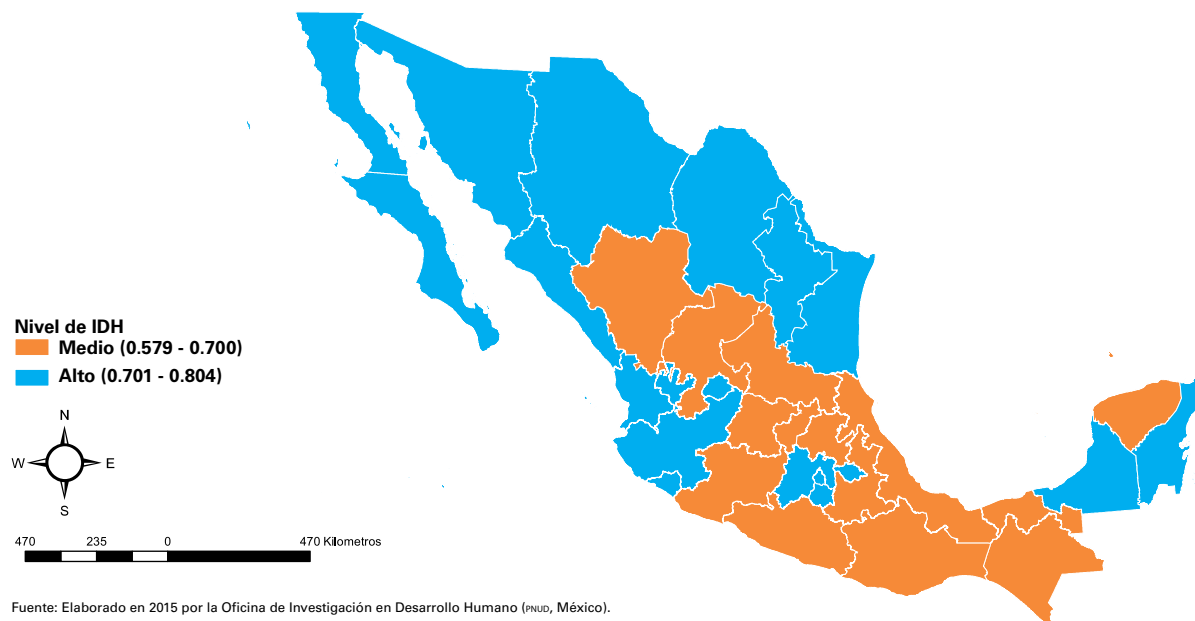 Nivel de IDH
Medio (0.579 - 0.700)
Alto (0.701 - 0.804)
N
W E
S
470 235 0 470 Kilometros
Fuente: Elaborado en 2015 por la Oficina de Investigación en Desarrollo Humano (PNUD, México).